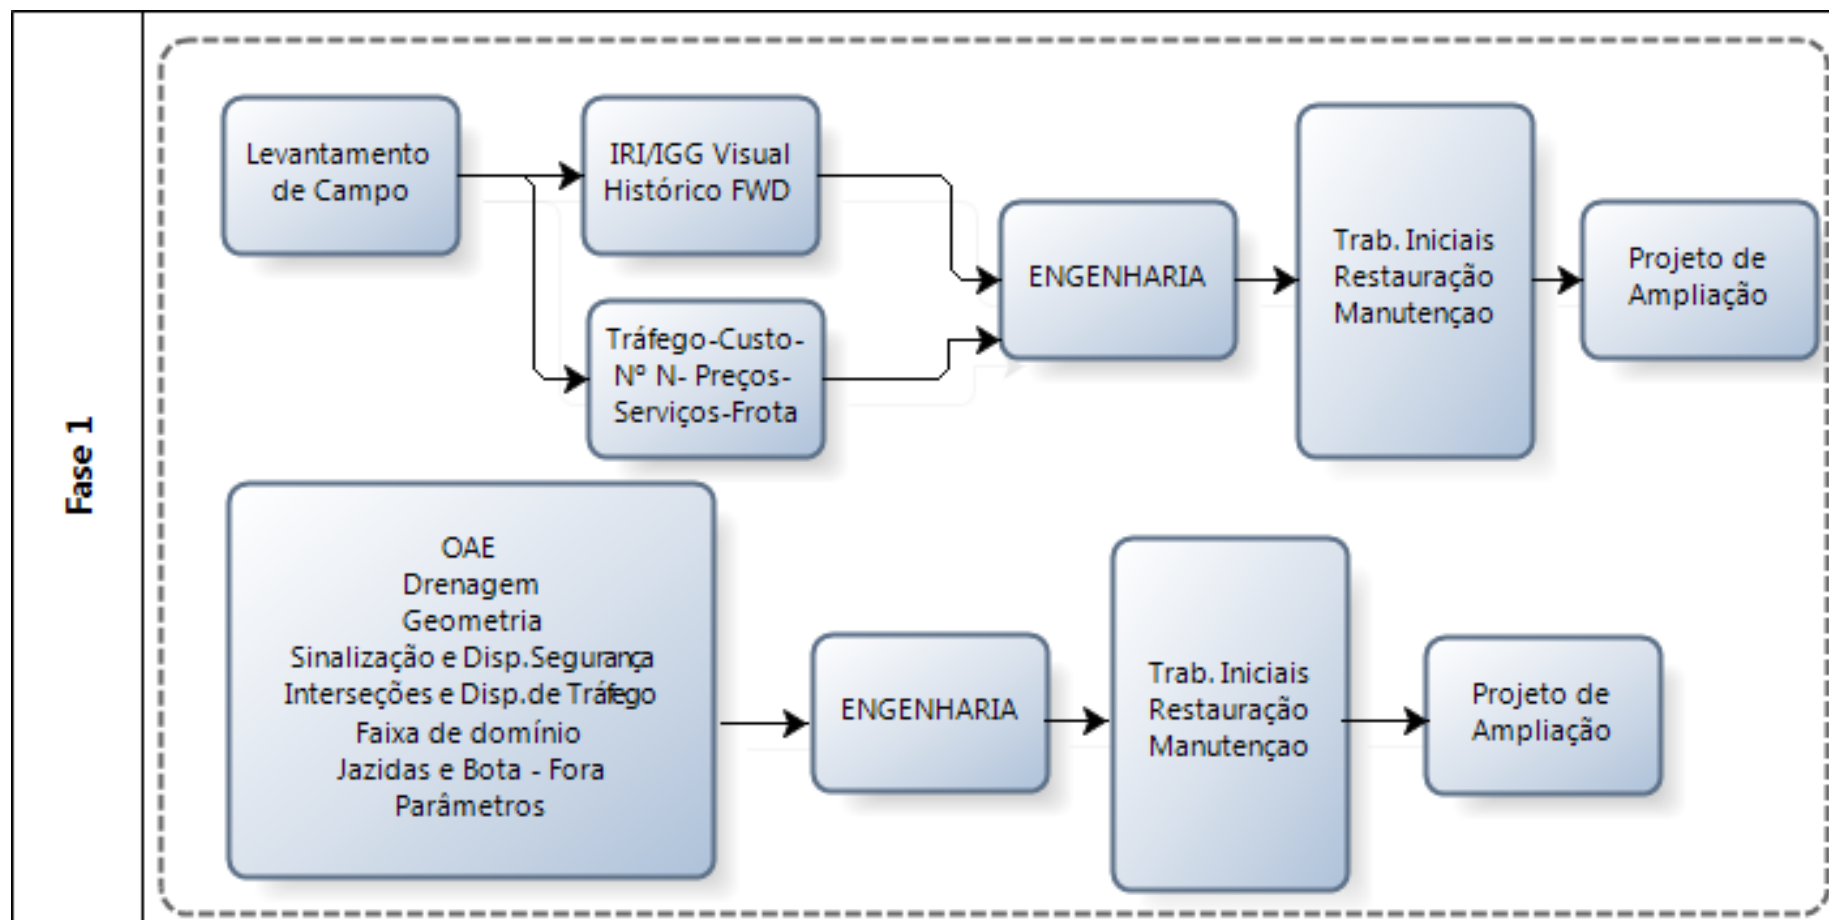 Fase 1
Levantamento
de Campo
IRI/IGG Visual
Histórico FWD
Tráfego-Custo-
Nº N- Preços-
Serviços-Frota
ENGENHARIA
Trab. Iniciais
Restauração
Manutençao
Projeto de
Ampliação
OAE
Drenagem
Geometria
Sinalização e Disp.Segurança
Interseções e Disp.de Tráfego
Faixa de domínio
Jazidas e Bota - Fora
Parâmetros
ENGENHARIA
Trab. Iniciais
Restauração
Manutençao
Projeto de
Ampliação